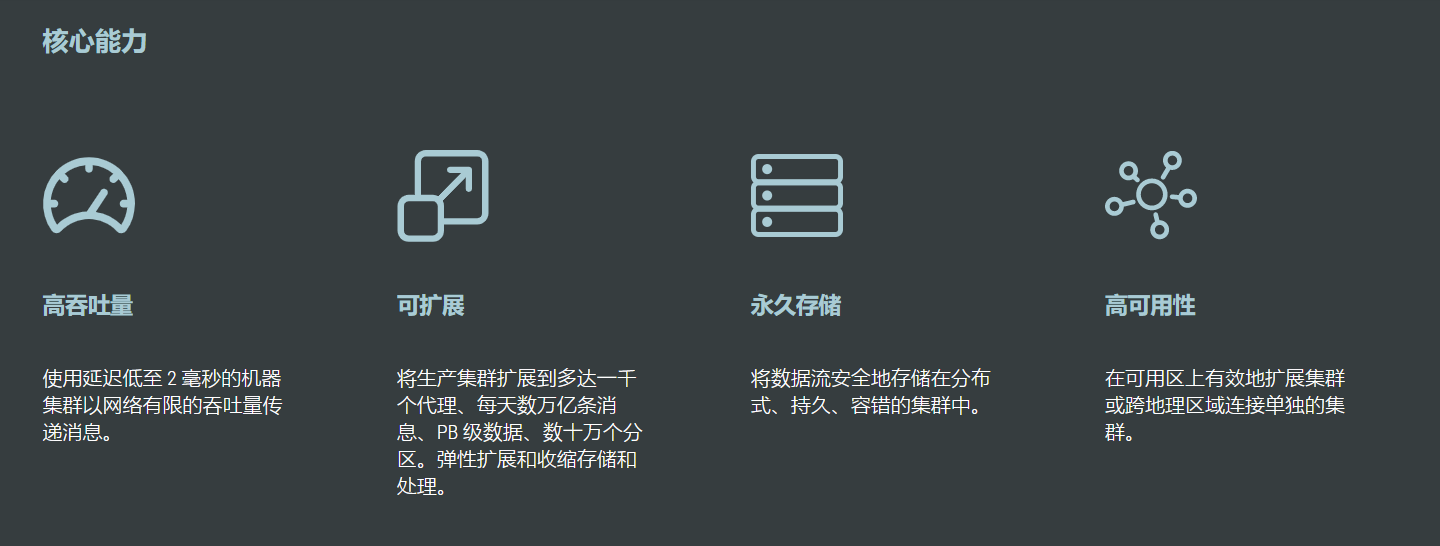 核心能力
高吞吐量
使用延迟低至 2 毫秒的机器
集群以网络有限的吞吐量传
递消息。
可扩展
将生产集群扩展到多达一千
个代理、每天数万亿条消
息、PB 级数据、数十万个分
区。弹性扩展和收缩存储和
处理。
永久存储
将数据流安全地存储在分布
式、持久、容错的集群中。
高可用性
在可用区上有效地扩展集群
或跨地理区域连接单独的集
群。